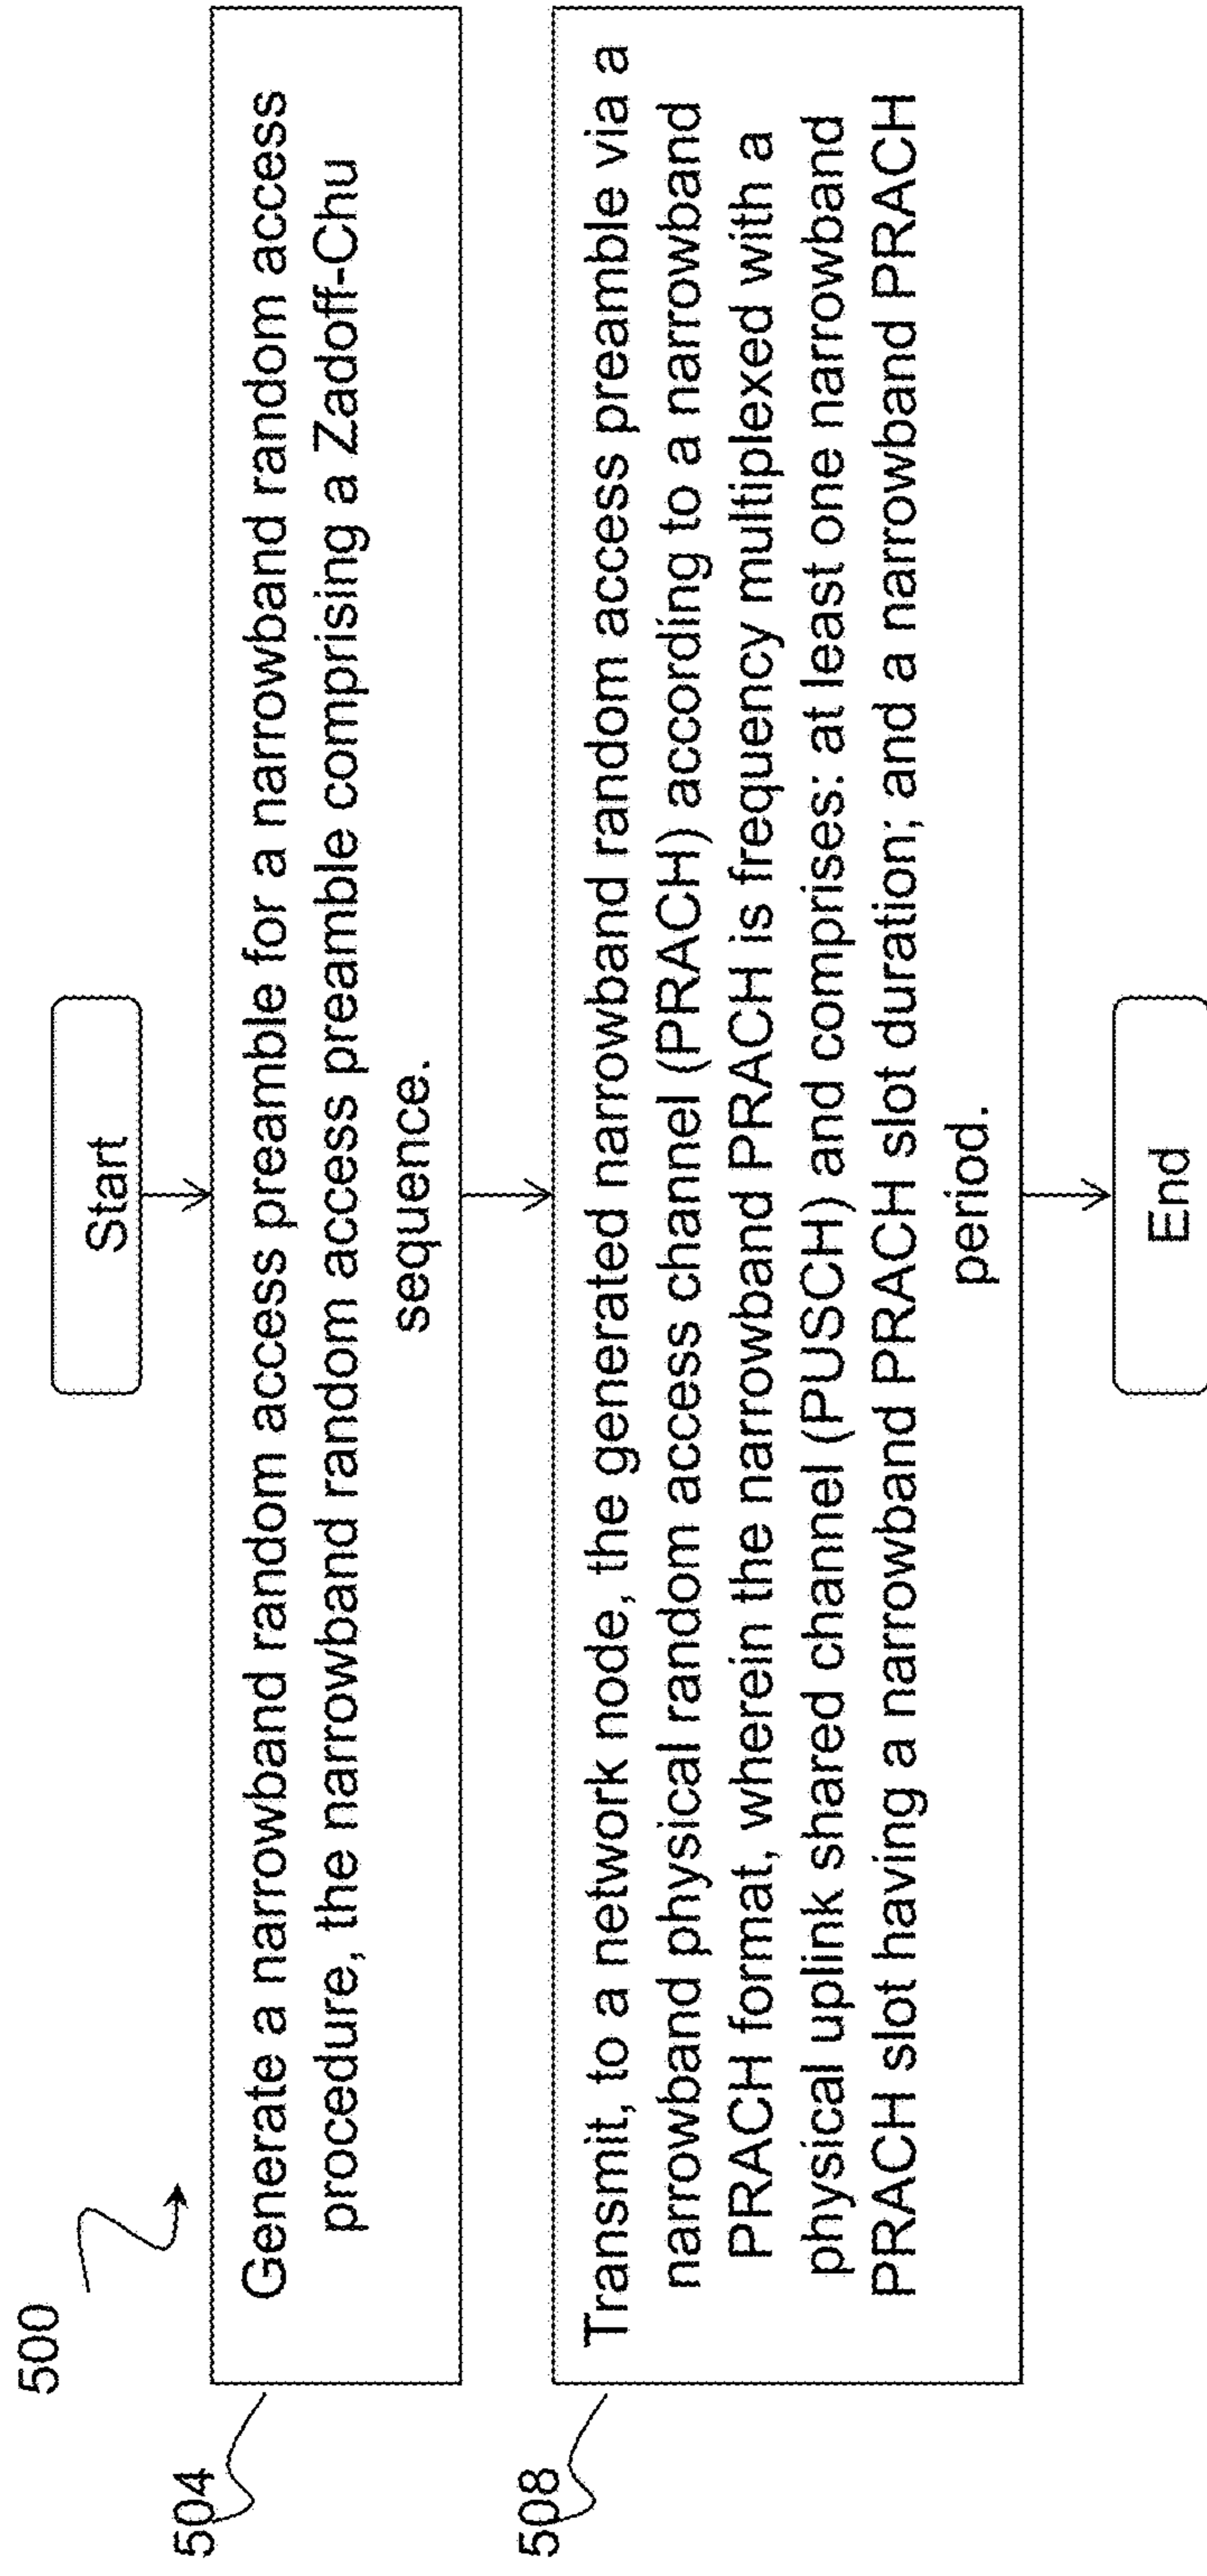 500
Start
504
Generate a narrowband random access preamble for a narrowband random access
procedure, the narrowband random access preamble comprising a Zadoff-Chu
sequence.
508
Transmit, to a network node, the generated narrowband random access preamble via a
narrowband physical random access channel (PRACH) according to a narrowband
PRACH format, wherein the narrowband PRACH is frequency multiplexed with a
physical uplink shared channel (PUSCH) and comprises: at least one narrowband
PRACH slot having a narrowband PRACH slot duration; and a narrowband PRACH
period.
End